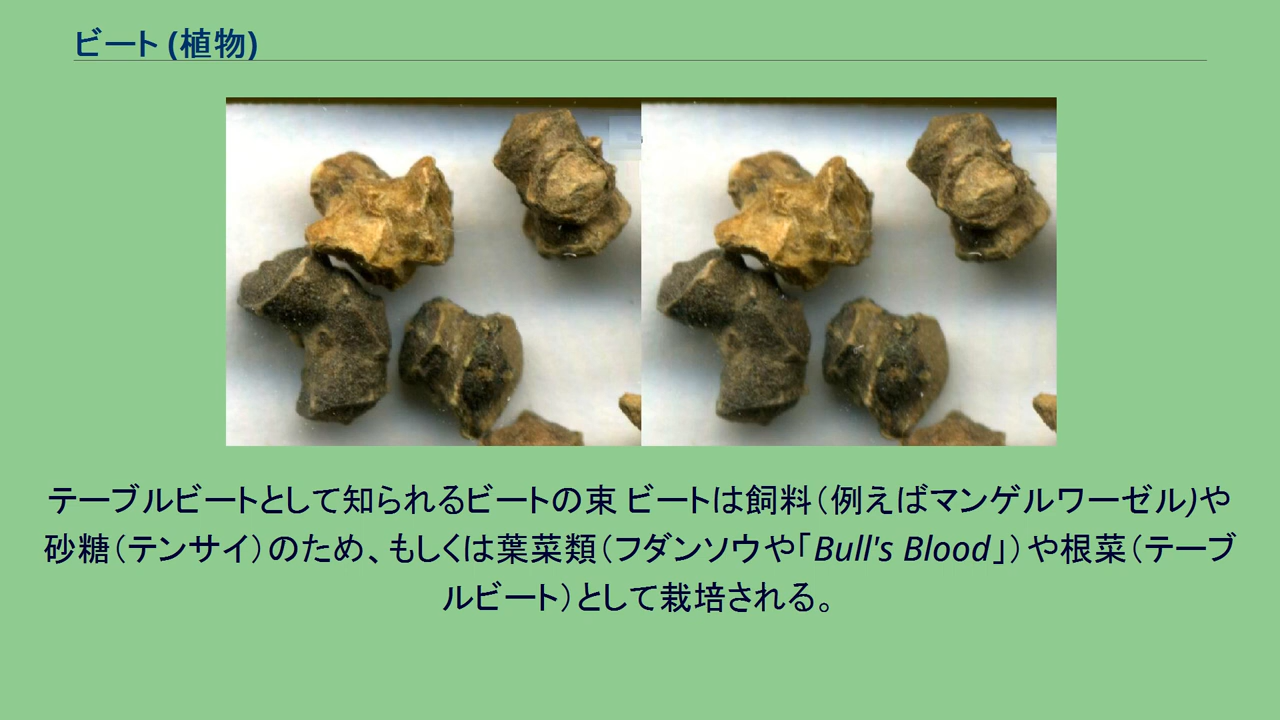 ビート (植物)
テーブルビートとして知られるビートの束 ビートは飼料（例えばマンゲルワーゼル)や
砂糖（テンサイ）のため、もしくは葉菜類（フダンソウや「Bull's Blood」）や根菜（テーブ
ルビート）として栽培される。